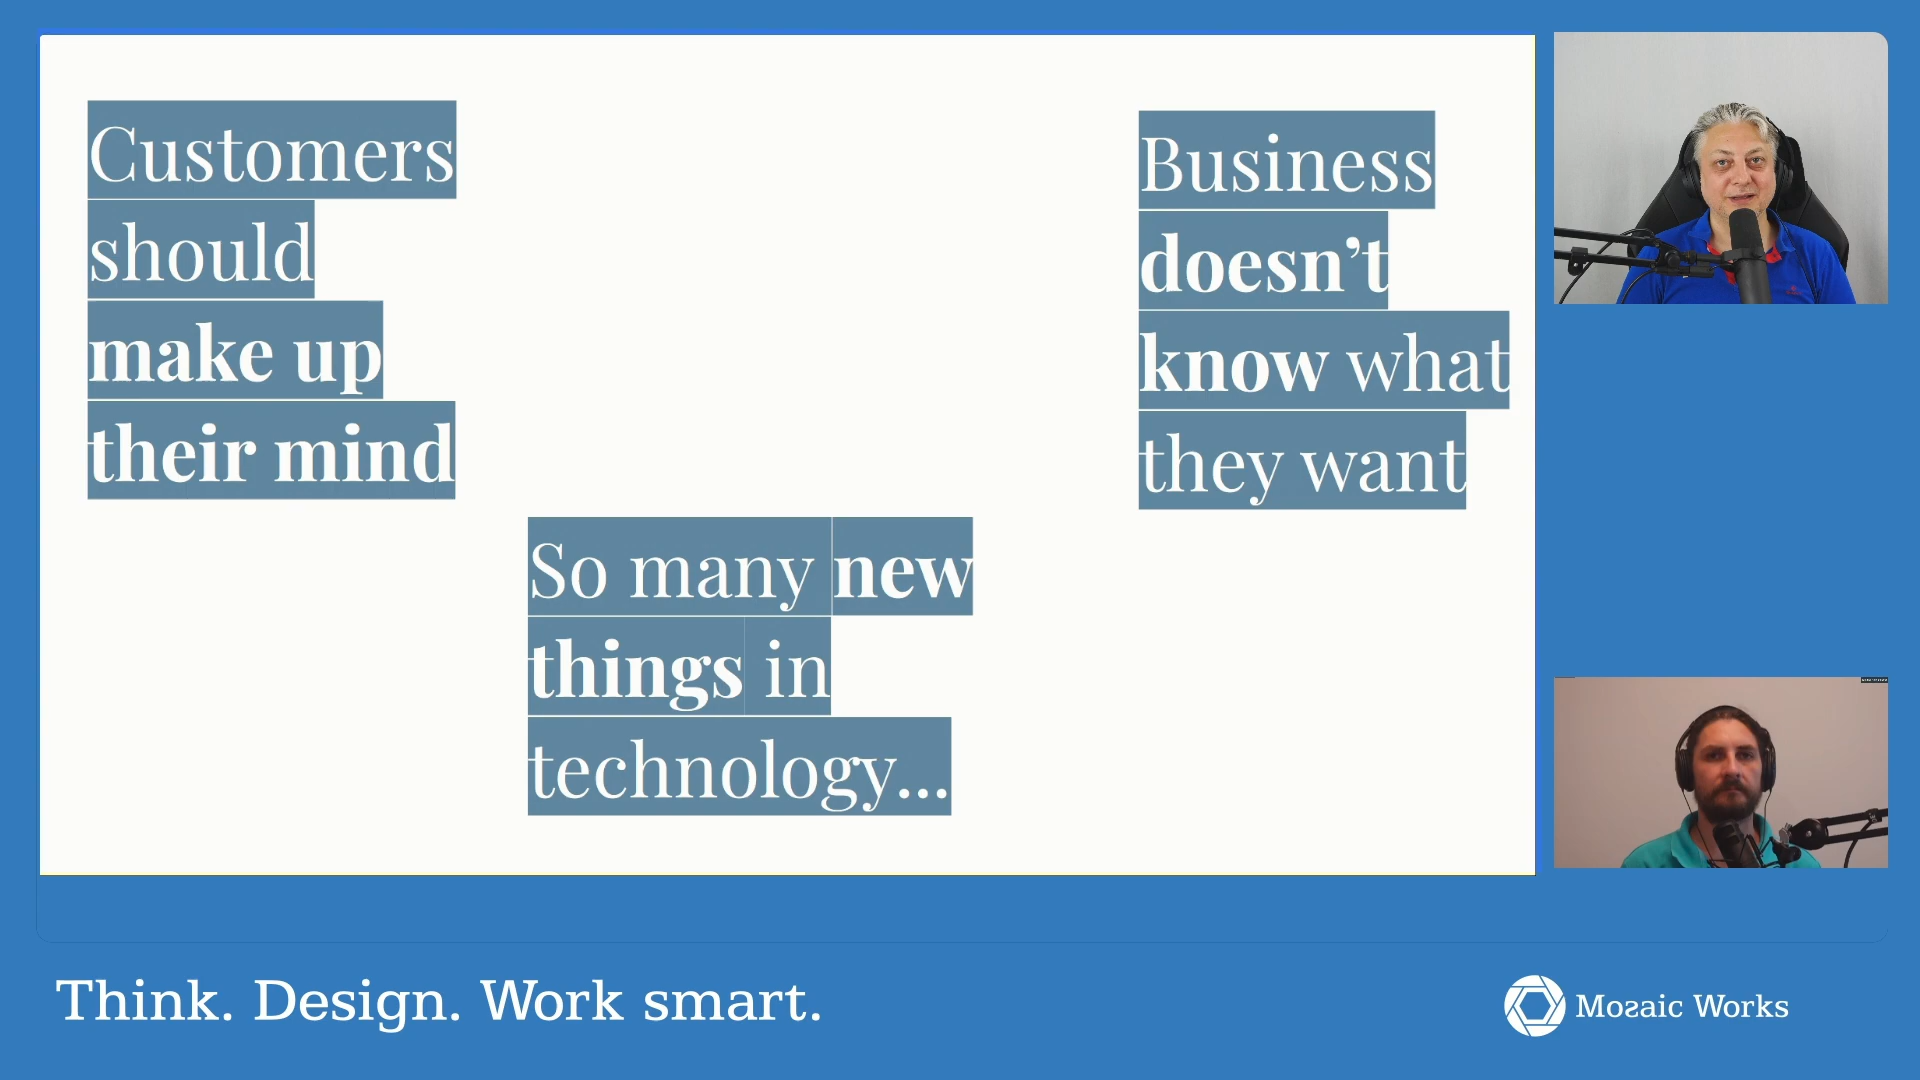 Customers
should
make up
their mind
Business
doesn’t
know what
they want
So many new
things in
technology...
Think. Design. Work smart.
Mozaic Works